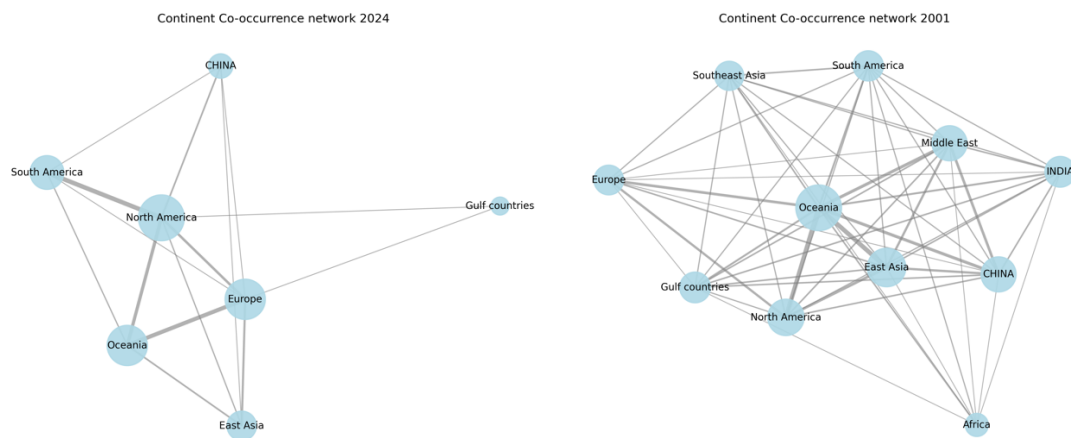 Continent Co-occurrence network 2024
CHINA
South America
North America
Gulf countries
Europe
Oceania
East Asia
Continent Co-occurrence network 2001
South America
Southeast Asia
Middle East
INDIA
Europe
Oceania
East Asia
CHINA
Gulf countries
North America
Africa